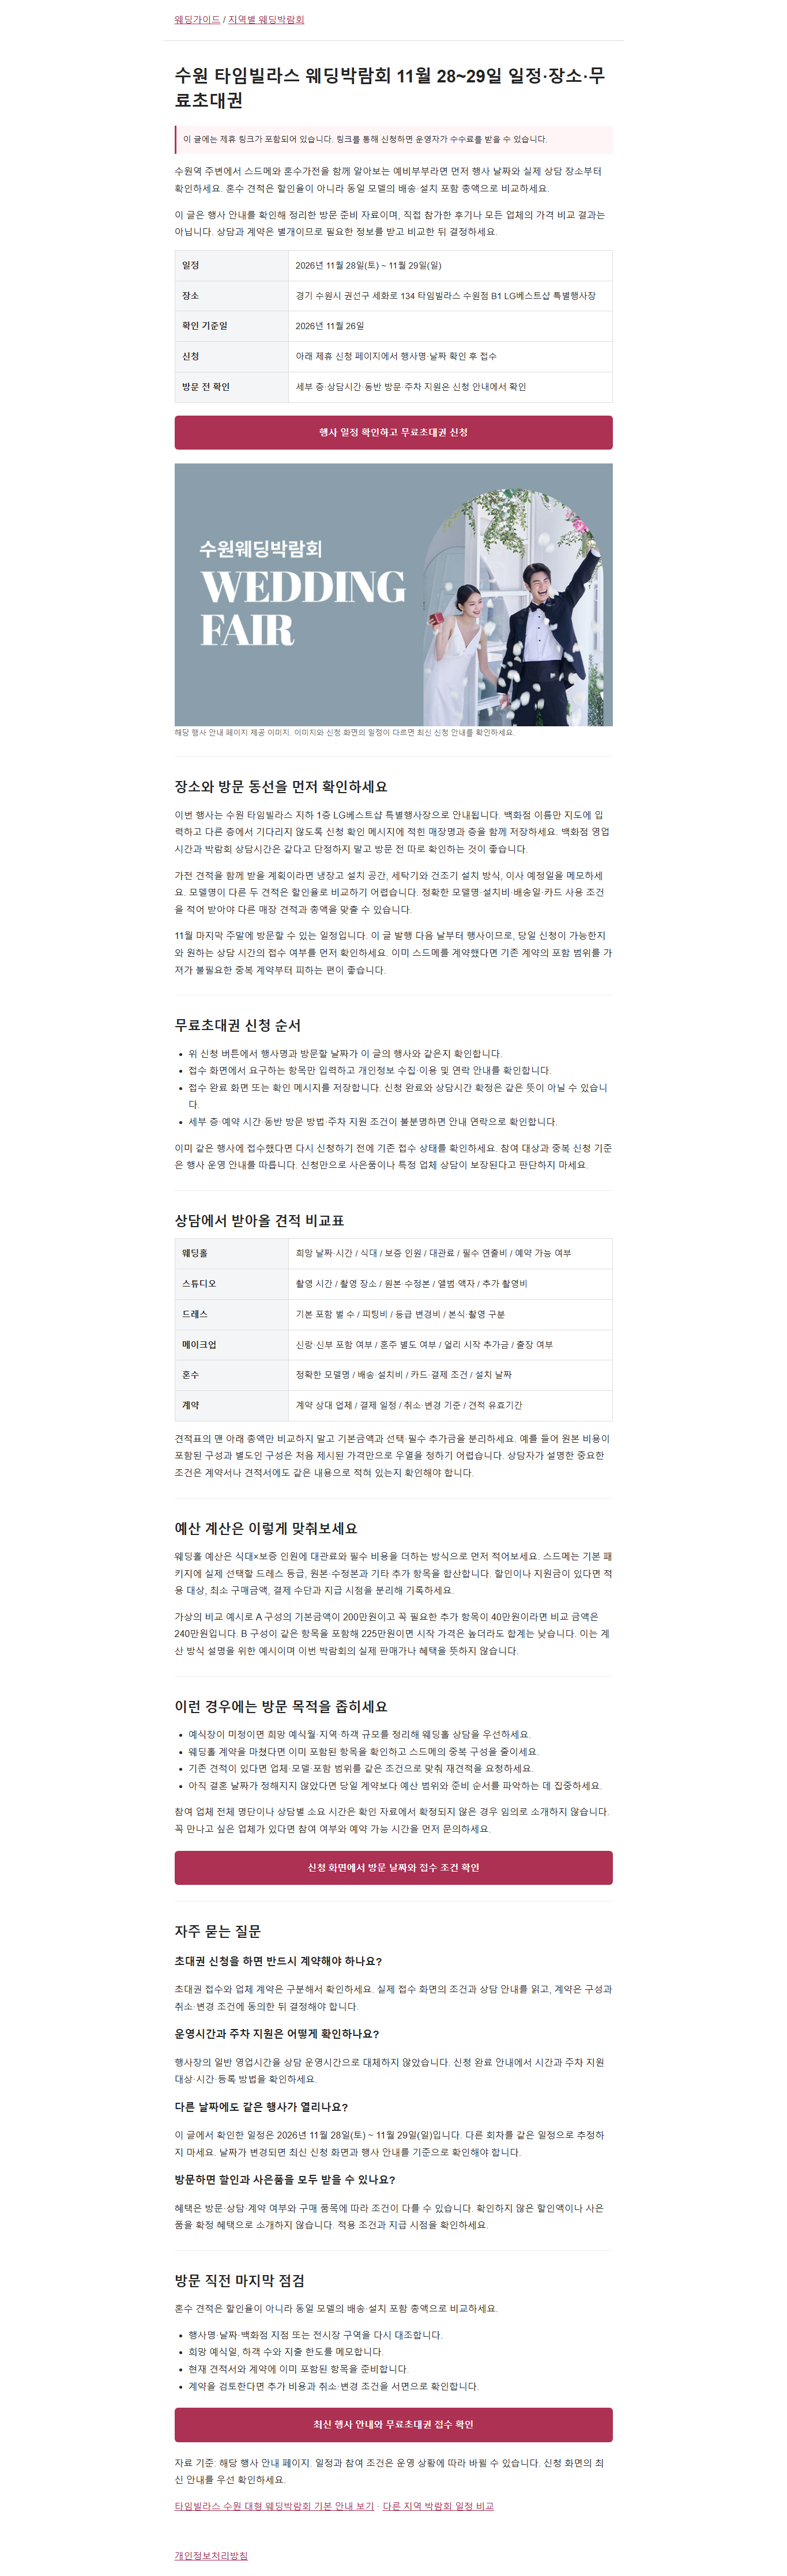 웨딩가이드 / 지역별 웨딩박람회
수원 타임빌라스 웨딩박람회 11월 28~29일 일정·장소·무
료초대권
이 글에는 제휴 링크가 포함되어 있습니다. 링크를 통해 신청하면 운영자가 수수료를 받을 수 있습니다.
수원역 주변에서 스드메와 혼수가전을 함께 알아보는 예비부부라면 먼저 행사 날짜와 실제 상담 장소부터
확인하세요. 혼수 견적은 할인율이 아니라 동일 모델의 배송·설치 포함 총액으로 비교하세요.
이 글은 행사 안내를 확인해 정리한 방문 준비 자료이며, 직접 참가한 후기나 모든 업체의 가격 비교 결과는
아닙니다. 상담과 계약은 별개이므로 필요한 정보를 받고 비교한 뒤 결정하세요.
일정 2026년 11월 28일(토) ~ 11월 29일(일)
장소 경기 수원시 권선구 세화로 134 타임빌라스 수원점 B1 LG베스트샵 특별행사장
확인 기준일 2026년 11월 26일
신청 아래 제휴 신청 페이지에서 행사명·날짜 확인 후 접수
방문 전 확인 세부 층·상담시간·동반 방문·주차 지원은 신청 안내에서 확인
행사 일정 확인하고 무료초대권 신청
수원웨딩박람회
WEDDING
FAIR
해당 행사 안내 페이지 제공 이미지. 이미지와 신청 화면의 일정이 다르면 최신 신청 안내를 확인하세요.
장소와 방문 동선을 먼저 확인하세요
이번 행사는 수원 타임빌라스 지하 1층 LG베스트샵 특별행사장으로 안내됩니다. 백화점 이름만 지도에 입
력하고 다른 층에서 기다리지 않도록 신청 확인 메시지에 적힌 매장명과 층을 함께 저장하세요. 백화점 영업
시간과 박람회 상담시간은 같다고 단정하지 말고 방문 전 따로 확인하는 것이 좋습니다.
가전 견적을 함께 받을 계획이라면 냉장고 설치 공간, 세탁기와 건조기 설치 방식, 이사 예정일을 메모하세
요. 모델명이 다른 두 견적은 할인율로 비교하기 어렵습니다. 정확한 모델명·설치비·배송일·카드 사용 조건
을 적어 받아야 다른 매장 견적과 총액을 맞출 수 있습니다.
11월 마지막 주말에 방문할 수 있는 일정입니다. 이 글 발행 다음 날부터 행사이므로, 당일 신청이 가능한지
와 원하는 상담 시간의 접수 여부를 먼저 확인하세요. 이미 스드메를 계약했다면 기존 계약의 포함 범위를 가
져가 불필요한 중복 계약부터 피하는 편이 좋습니다.
무료초대권 신청 순서
• 위 신청 버튼에서 행사명과 방문할 날짜가 이 글의 행사와 같은지 확인합니다.
• 접수 화면에서 요구하는 항목만 입력하고 개인정보 수집·이용 및 연락 안내를 확인합니다.
• 접수 완료 화면 또는 확인 메시지를 저장합니다. 신청 완료와 상담시간 확정은 같은 뜻이 아닐 수 있습니
다.
• 세부 층·예약 시간·동반 방문 방법·주차 지원 조건이 불분명하면 안내 연락으로 확인합니다.
이미 같은 행사에 접수했다면 다시 신청하기 전에 기존 접수 상태를 확인하세요. 참여 대상과 중복 신청 기준
은 행사 운영 안내를 따릅니다. 신청만으로 사은품이나 특정 업체 상담이 보장된다고 판단하지 마세요.
상담에서 받아올 견적 비교표
웨딩홀 희망 날짜·시간 / 식대 / 보증 인원 / 대관료 / 필수 연출비 / 예약 가능 여부
스튜디오 촬영 시간 / 촬영 장소 / 원본·수정본 / 앨범·액자 / 추가 촬영비
드레스 기본 포함 벌 수 / 피팅비 / 등급 변경비 / 본식·촬영 구분
메이크업 신랑·신부 포함 여부 / 혼주 별도 여부 / 얼리 시작 추가금 / 출장 여부
혼수 정확한 모델명 / 배송·설치비 / 카드·결제 조건 / 설치 날짜
계약 계약 상대 업체 / 결제 일정 / 취소·변경 기준 / 견적 유효기간
견적표의 맨 아래 총액만 비교하지 말고 기본금액과 선택·필수 추가금을 분리하세요. 예를 들어 원본 비용이
포함된 구성과 별도인 구성은 처음 제시된 가격만으로 우열을 정하기 어렵습니다. 상담자가 설명한 중요한
조건은 계약서나 견적서에도 같은 내용으로 적혀 있는지 확인해야 합니다.
예산 계산은 이렇게 맞춰보세요
웨딩홀 예산은 식대×보증 인원에 대관료와 필수 비용을 더하는 방식으로 먼저 적어보세요. 스드메는 기본 패
키지에 실제 선택할 드레스 등급, 원본·수정본과 기타 추가 항목을 합산합니다. 할인이나 지원금이 있다면 적
용 대상, 최소 구매금액, 결제 수단과 지급 시점을 분리해 기록하세요.
가상의 비교 예시로 A 구성의 기본금액이 200만원이고 꼭 필요한 추가 항목이 40만원이라면 비교 금액은
240만원입니다. B 구성이 같은 항목을 포함해 225만원이면 시작 가격은 높더라도 합계는 낮습니다. 이는 계
산 방식 설명을 위한 예시이며 이번 박람회의 실제 판매가나 혜택을 뜻하지 않습니다.
이런 경우에는 방문 목적을 좁히세요
• 예식장이 미정이면 희망 예식월·지역·하객 규모를 정리해 웨딩홀 상담을 우선하세요.
• 웨딩홀 계약을 마쳤다면 이미 포함된 항목을 확인하고 스드메의 중복 구성을 줄이세요.
• 기존 견적이 있다면 업체·모델·포함 범위를 같은 조건으로 맞춰 재견적을 요청하세요.
• 아직 결혼 날짜가 정해지지 않았다면 당일 계약보다 예산 범위와 준비 순서를 파악하는 데 집중하세요.
참여 업체 전체 명단이나 상담별 소요 시간은 확인 자료에서 확정되지 않은 경우 임의로 소개하지 않습니다.
꼭 만나고 싶은 업체가 있다면 참여 여부와 예약 가능 시간을 먼저 문의하세요.
신청 화면에서 방문 날짜와 접수 조건 확인
자주 묻는 질문
초대권 신청을 하면 반드시 계약해야 하나요?
초대권 접수와 업체 계약은 구분해서 확인하세요. 실제 접수 화면의 조건과 상담 안내를 읽고, 계약은 구성과
취소·변경 조건에 동의한 뒤 결정해야 합니다.
운영시간과 주차 지원은 어떻게 확인하나요?
행사장의 일반 영업시간을 상담 운영시간으로 대체하지 않았습니다. 신청 완료 안내에서 시간과 주차 지원
대상·시간·등록 방법을 확인하세요.
다른 날짜에도 같은 행사가 열리나요?
이 글에서 확인한 일정은 2026년 11월 28일(토) ~ 11월 29일(일)입니다. 다른 회차를 같은 일정으로 추정하
지 마세요. 날짜가 변경되면 최신 신청 화면과 행사 안내를 기준으로 확인해야 합니다.
방문하면 할인과 사은품을 모두 받을 수 있나요?
혜택은 방문·상담·계약 여부와 구매 품목에 따라 조건이 다를 수 있습니다. 확인하지 않은 할인액이나 사은
품을 확정 혜택으로 소개하지 않습니다. 적용 조건과 지급 시점을 확인하세요.
방문 직전 마지막 점검
혼수 견적은 할인율이 아니라 동일 모델의 배송·설치 포함 총액으로 비교하세요.
• 행사명·날짜·백화점 지점 또는 전시장 구역을 다시 대조합니다.
• 희망 예식일, 하객 수와 지출 한도를 메모합니다.
• 현재 견적서와 계약에 이미 포함된 항목을 준비합니다.
• 계약을 검토한다면 추가 비용과 취소·변경 조건을 서면으로 확인합니다.
최신 행사 안내와 무료초대권 접수 확인
자료 기준: 해당 행사 안내 페이지. 일정과 참여 조건은 운영 상황에 따라 바뀔 수 있습니다. 신청 화면의 최
신 안내를 우선 확인하세요.
타임빌라스 수원 대형 웨딩박람회 기본 안내 보기 · 다른 지역 박람회 일정 비교
개인정보처리방침